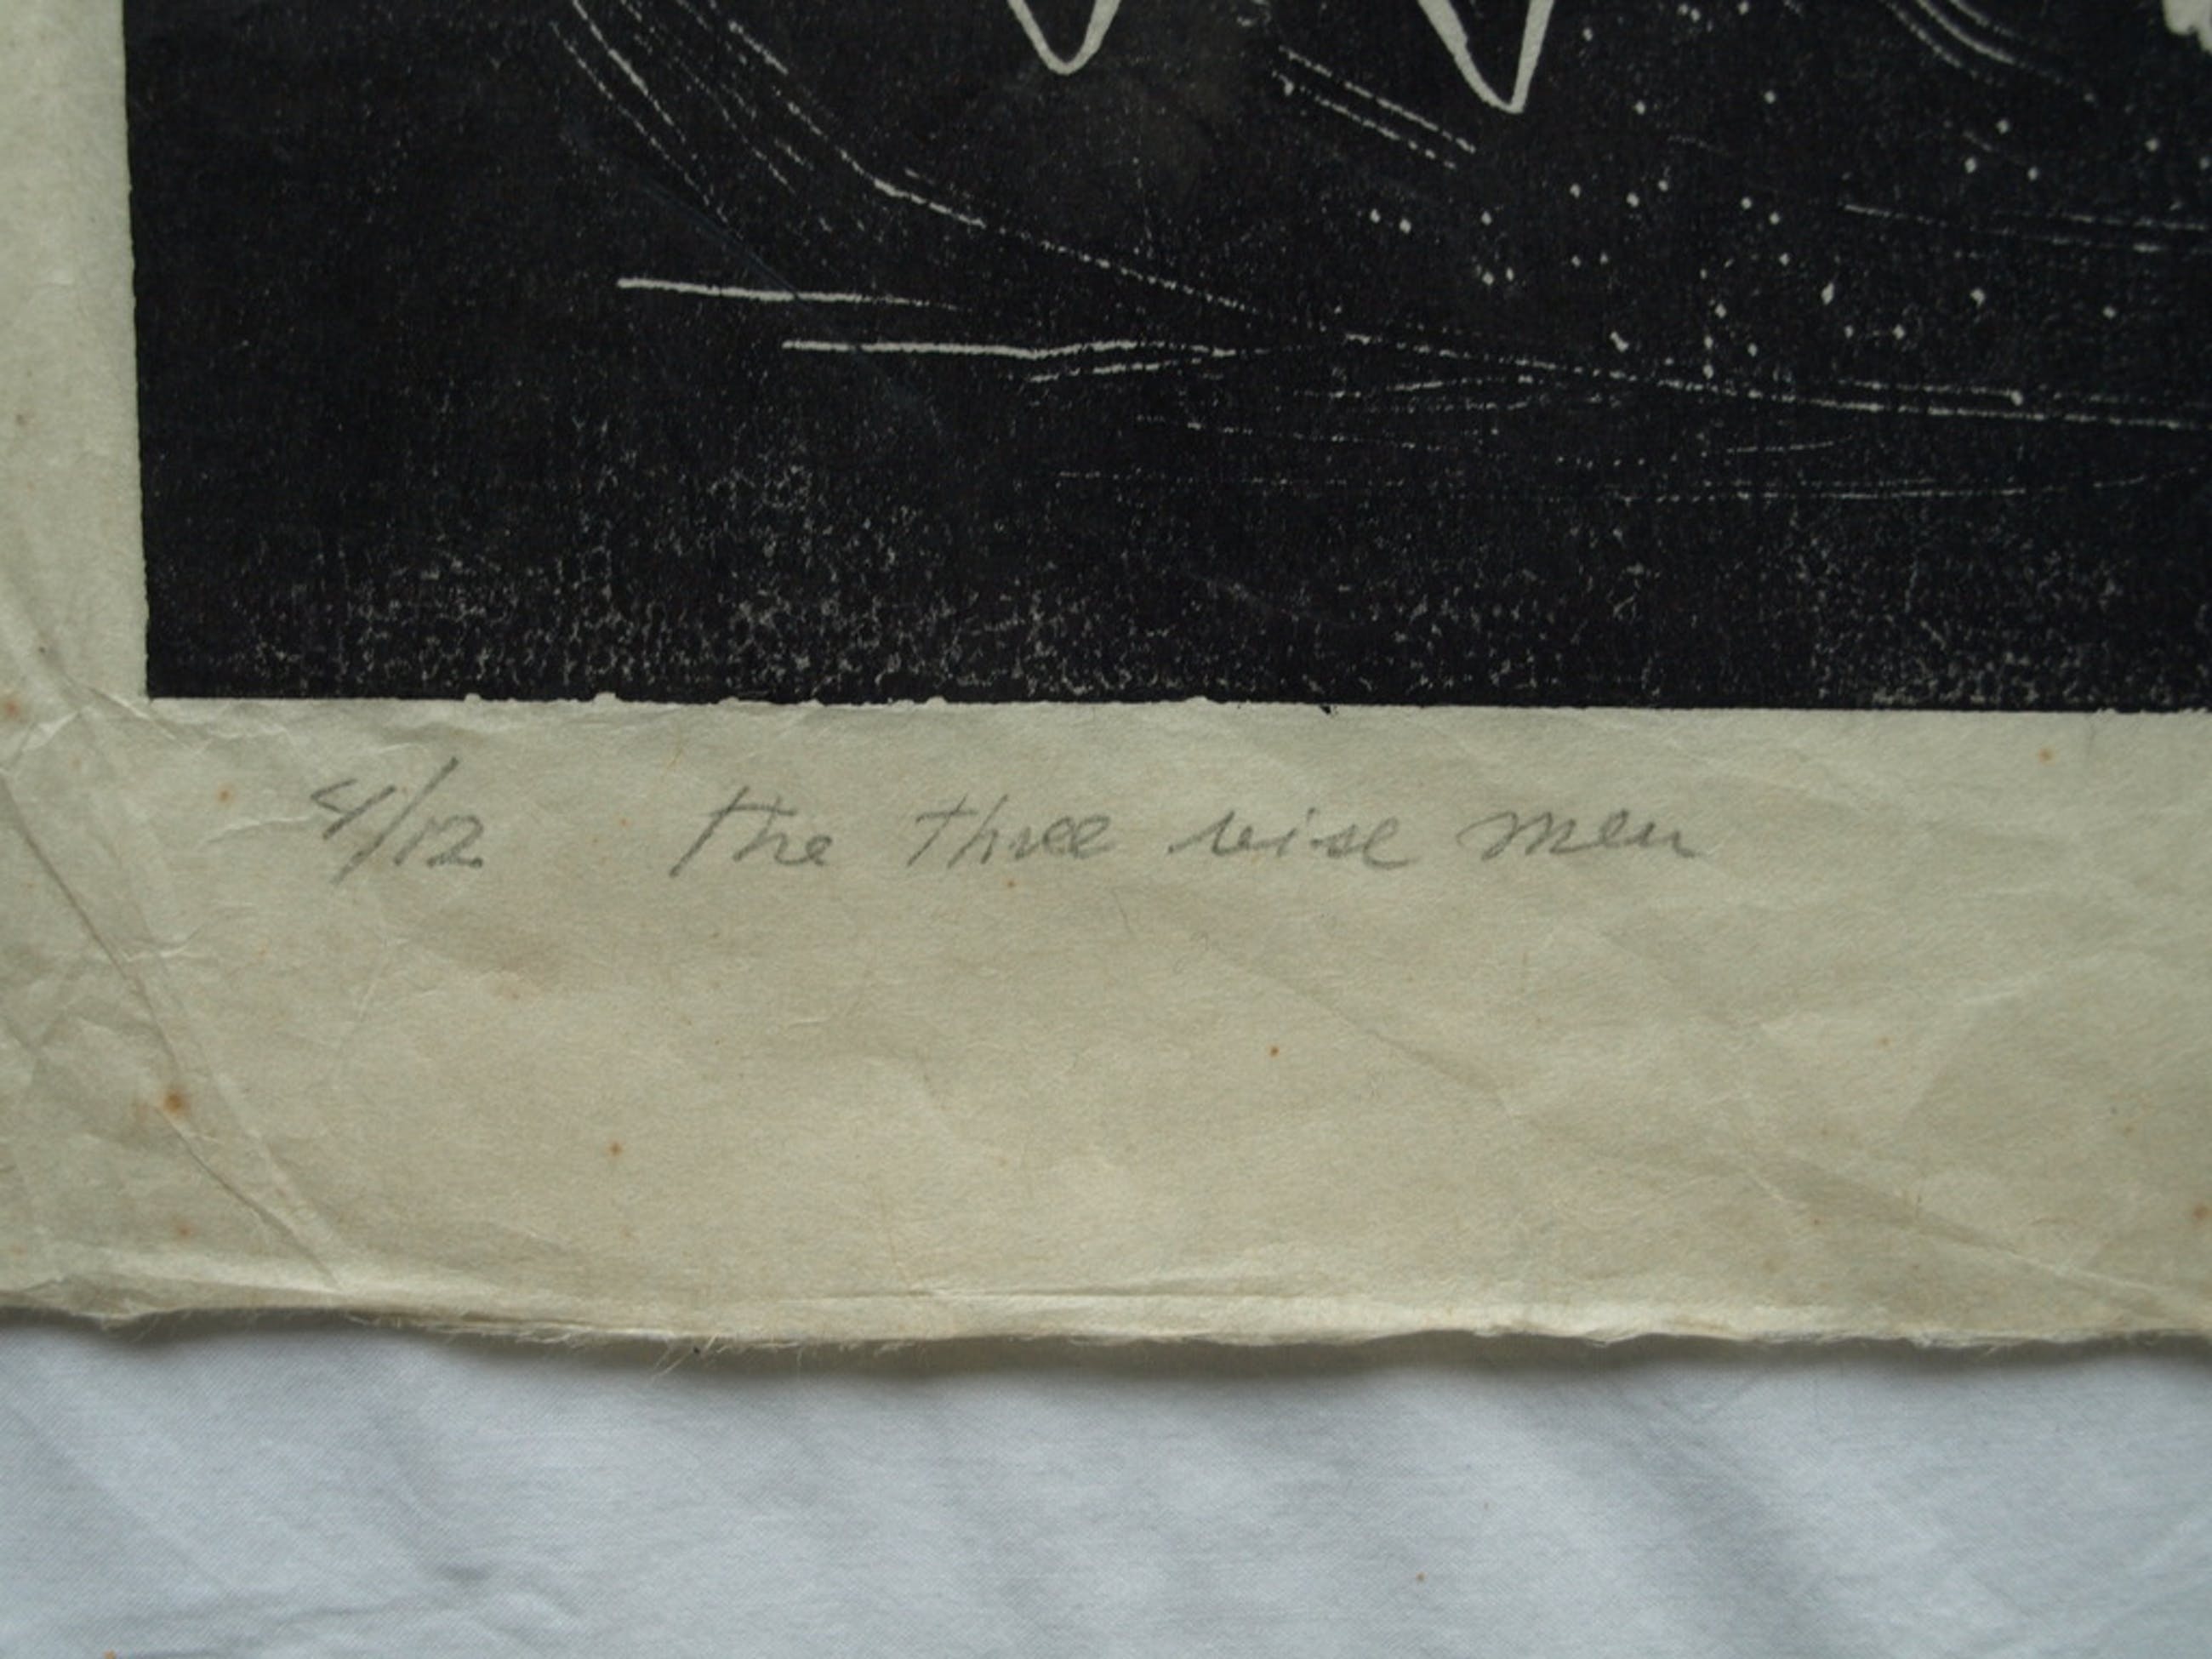 4/12 the three wise men